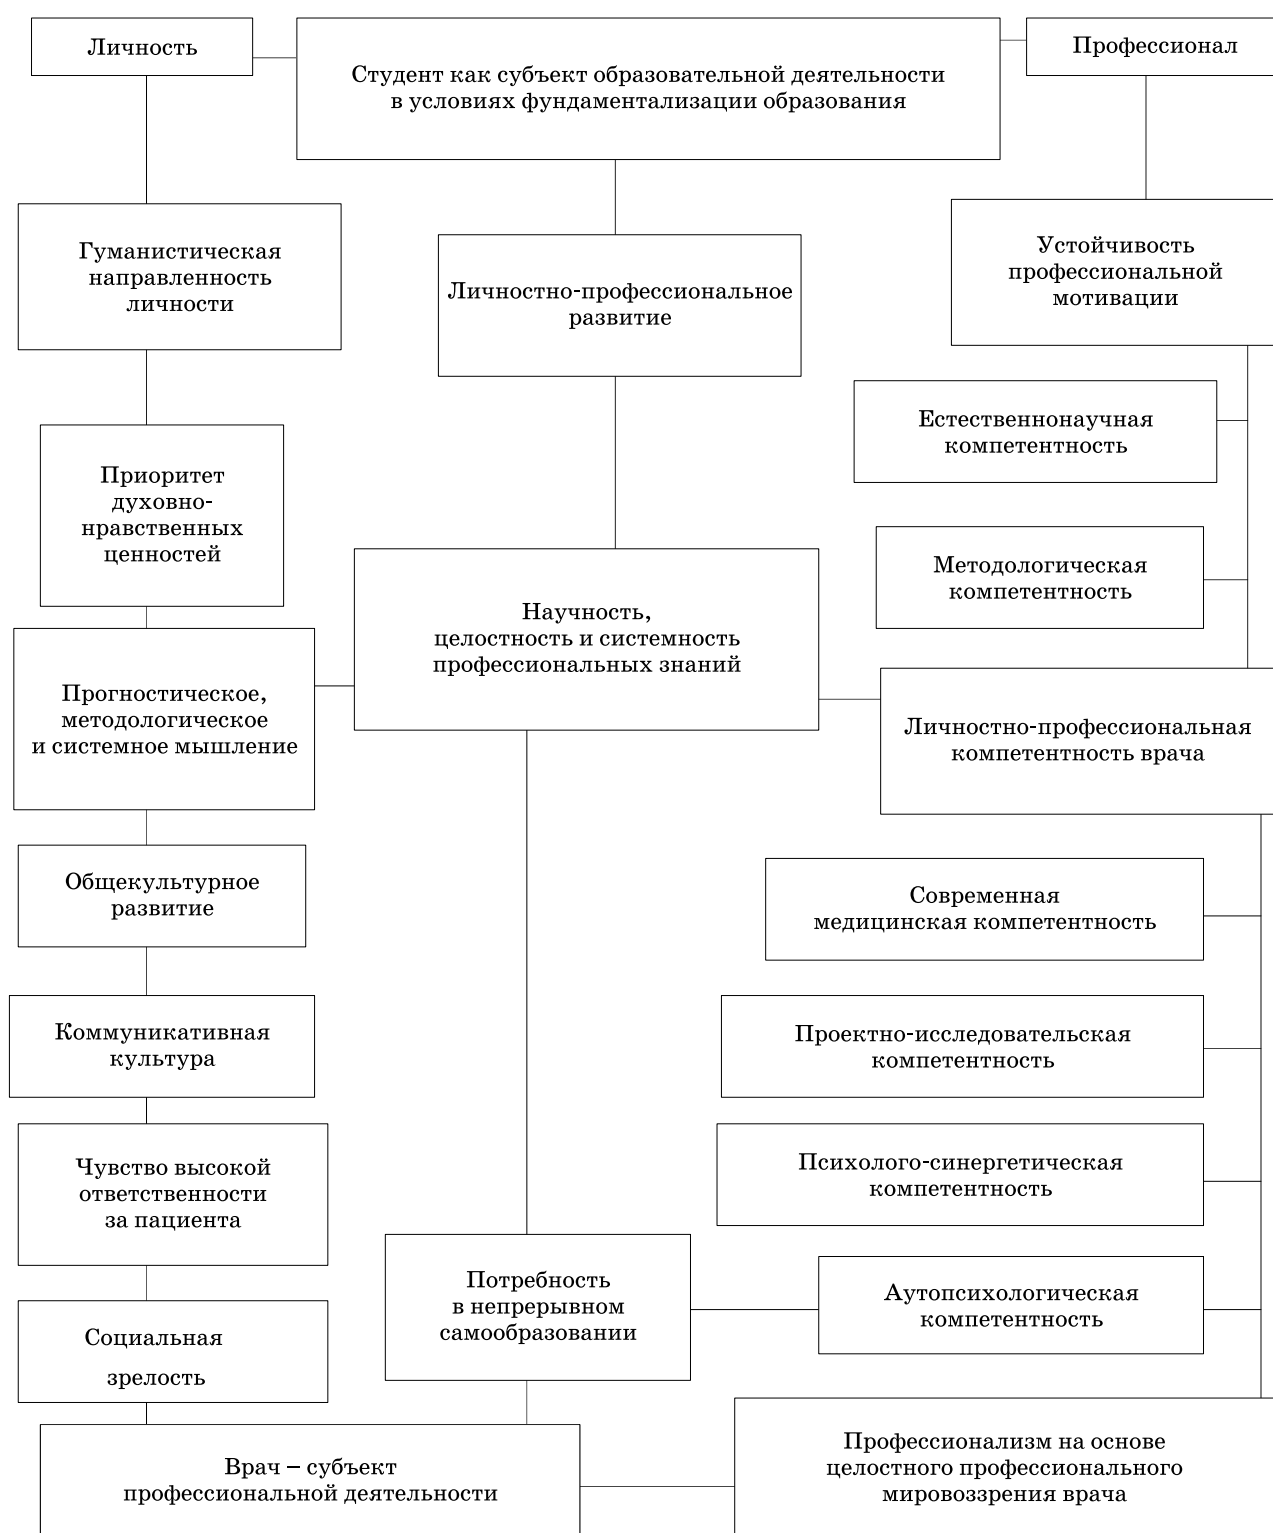 Личность
Студент как субъект образовательной деятельности
в условиях фундаментализации образования
Профессионал
Гуманистическая
направленность
личности
Личностно-профессиональное
развитие
Устойчивость
профессиональной
мотивации
Естественнонаучная
компетентность
Приоритет
духовно-
нравственных
ценностей
Методологическая
компетентность
Научность,
целостность и системность
профессиональных знаний
Прогностическое,
методологическое
и системное мышление
Личностно-профессиональная
компетентность врача
Общекультурное
развитие
Современная
медицинская компетентность
Коммуникативная
культура
Проектно-исследовательская
компетентность
Чувство высокой
ответственности
за пациента
Психолого-синергетическая
компетентность
Потребность
в непрерывном
самообразовании
Аутопсихологическая
компетентность
Социальная
зрелость
Врач – субъект
профессиональной деятельности
Профессионализм на основе
целостного профессионального
мировоззрения врача